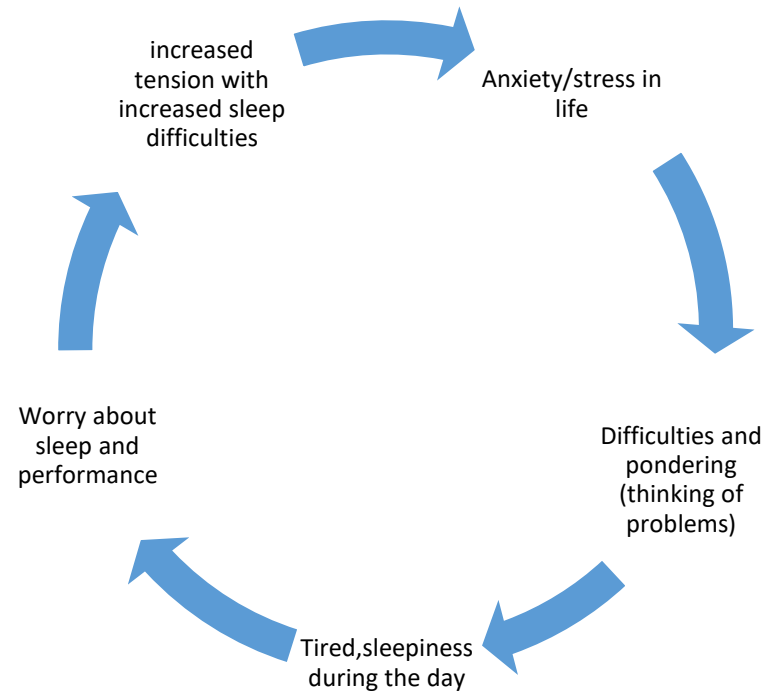 increased
tension with
increased sleep
difficulties
Anxiety/stress in
life
Difficulties and
pondering
(thinking of
problems)
Tired,sleepiness
during the day
Worry about
sleep and
performance